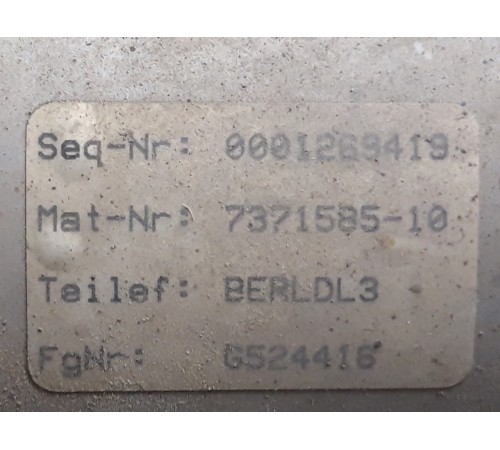 Seq-Nr: 0001269419
Mat-Nr: 7371585-10
Teilef: BERLDL3
FgNr: G524416